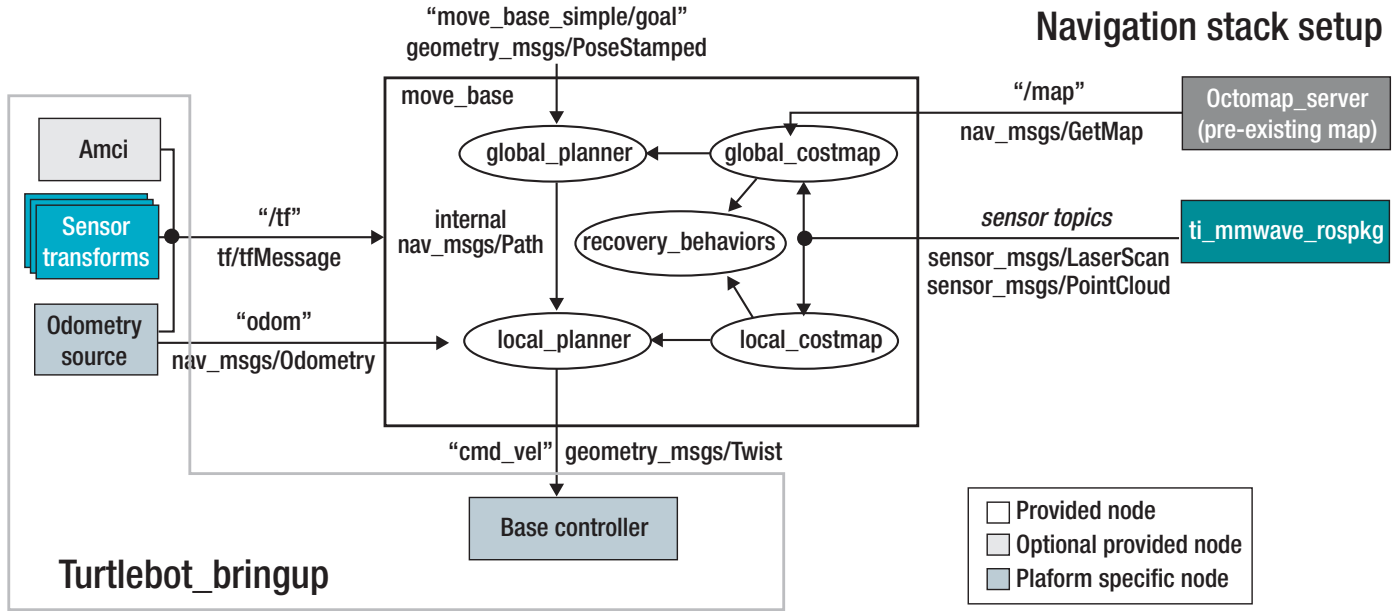 Navigation stack setup
“move_base_simple/goal”
geometry_msgs/PoseStamped
move_base
“/map”
nav_msgs/GetMap
Octomap_server
(pre-existing map)
Amci
global_planner
global_costmap
Sensor
transforms
“/tf”
tf/tfMessage
internal
nav_msgs/Path
recovery_behaviors
sensor topics
sensor_msgs/LaserScan
sensor_msgs/PointCloud
ti_mmwave_rospkg
Odometry
source
“odom”
nav_msgs/Odometry
local_planner
local_costmap
“cmd_vel” geometry_msgs/Twist
Base controller
Turtlebot_bringup
Provided node
Optional provided node
Plaform specific node